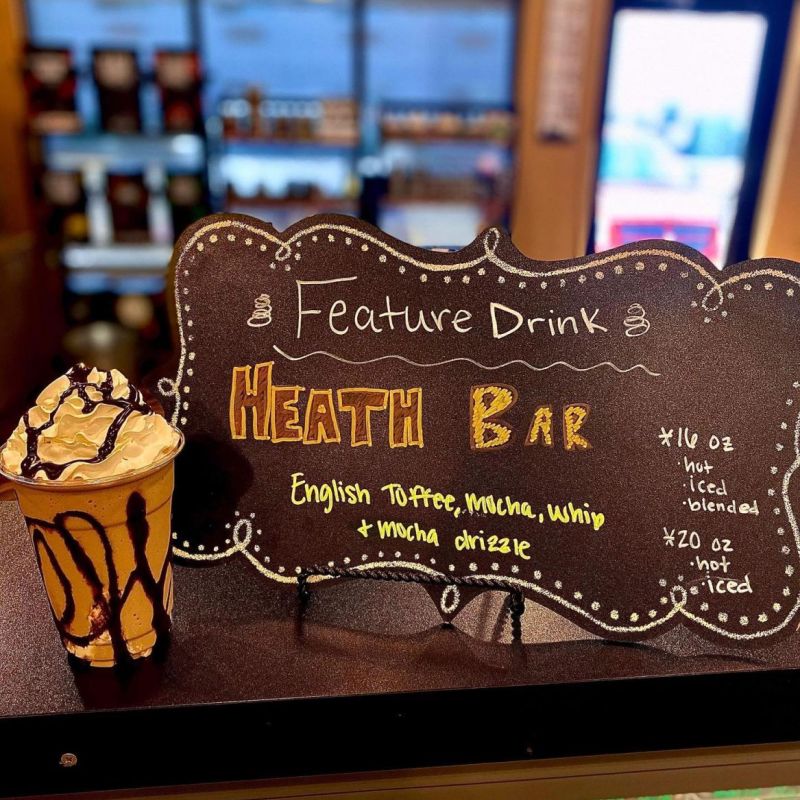 Feature Drink
HEATH BAR
English Toffee, Mocha, Whip
+ mocha drizzle
*16 oz
·hot
·iced
·blended
*20 oz
·hot
·iced